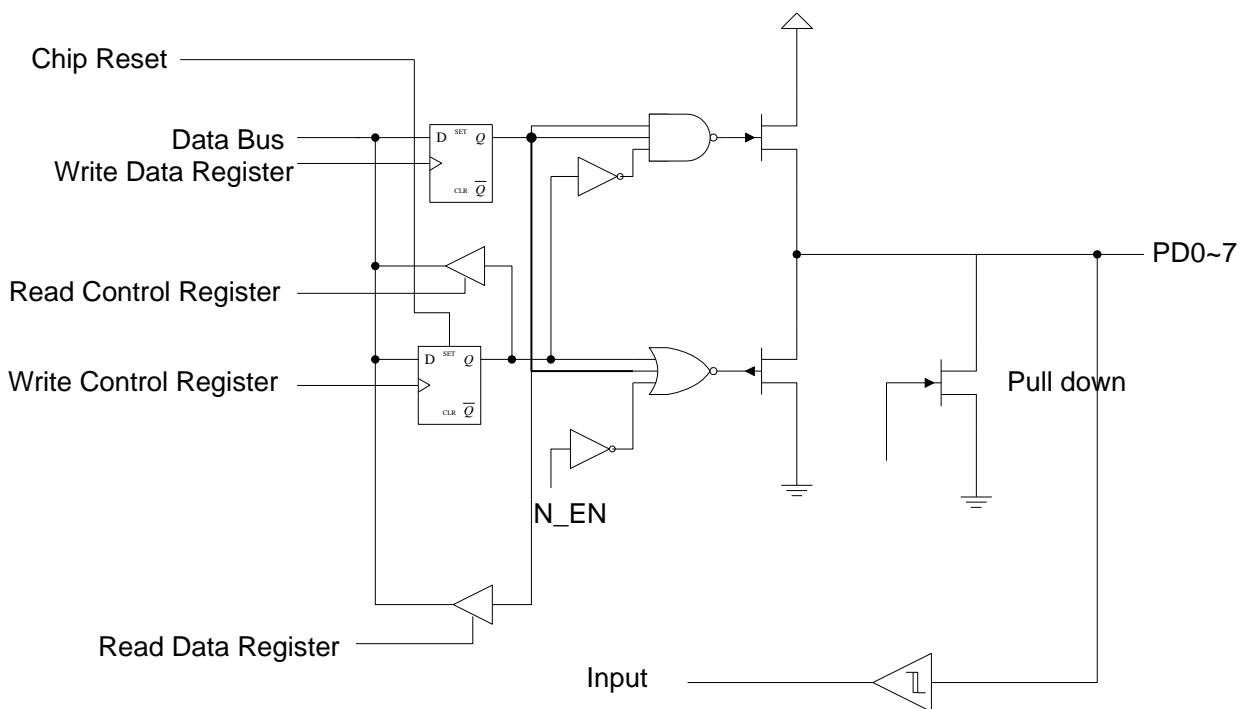 Chip Reset
Data Bus
Write Data Register
D SET Q
CLR Q̅
Read Control Register
PD0~7
Write Control Register
D SET Q
CLR Q̅
Pull down
N_EN
Read Data Register
Input